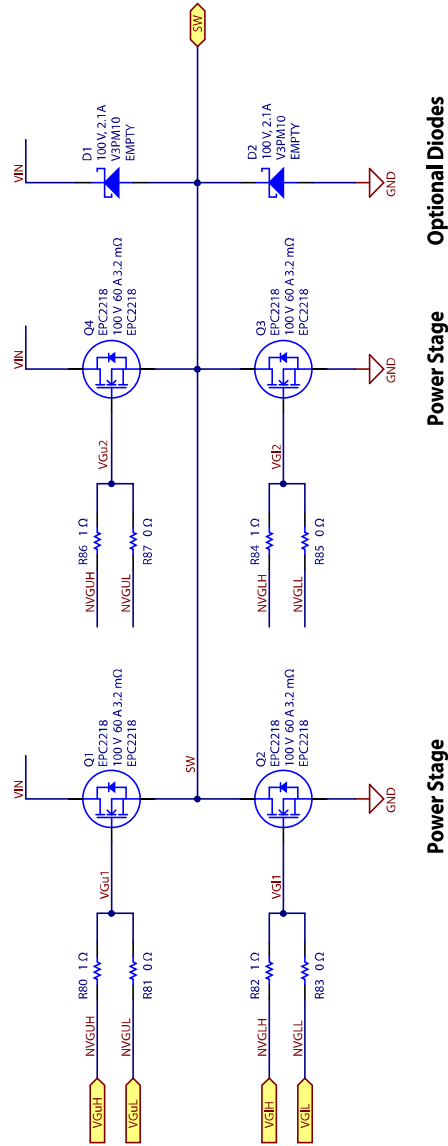 VGuH
NVGUH
R80 1 Ω
VGuL
NVGUL
R81 0 Ω
VGu1
VIN
Q1
EPC2218
100 V 60 A 3.2 mΩ
EPC2218
SW
VGlH
NVGLH
R82 1 Ω
VGlL
NVGLL
R83 0 Ω
VGl1
Q2
EPC2218
100 V 60 A 3.2 mΩ
EPC2218
GND
Power Stage
NVGUH
R86 1 Ω
NVGUL
R87 0 Ω
VGu2
VIN
Q4
EPC2218
100 V 60 A 3.2 mΩ
EPC2218
NVGLH
R84 1 Ω
NVGLL
R85 0 Ω
VGl2
Q3
EPC2218
100 V 60 A 3.2 mΩ
EPC2218
GND
Power Stage
VIN
D1
100 V, 2.1A
V3PM10
EMPTY
SW
D2
100 V, 2.1A
V3PM10
EMPTY
GND
Optional Diodes